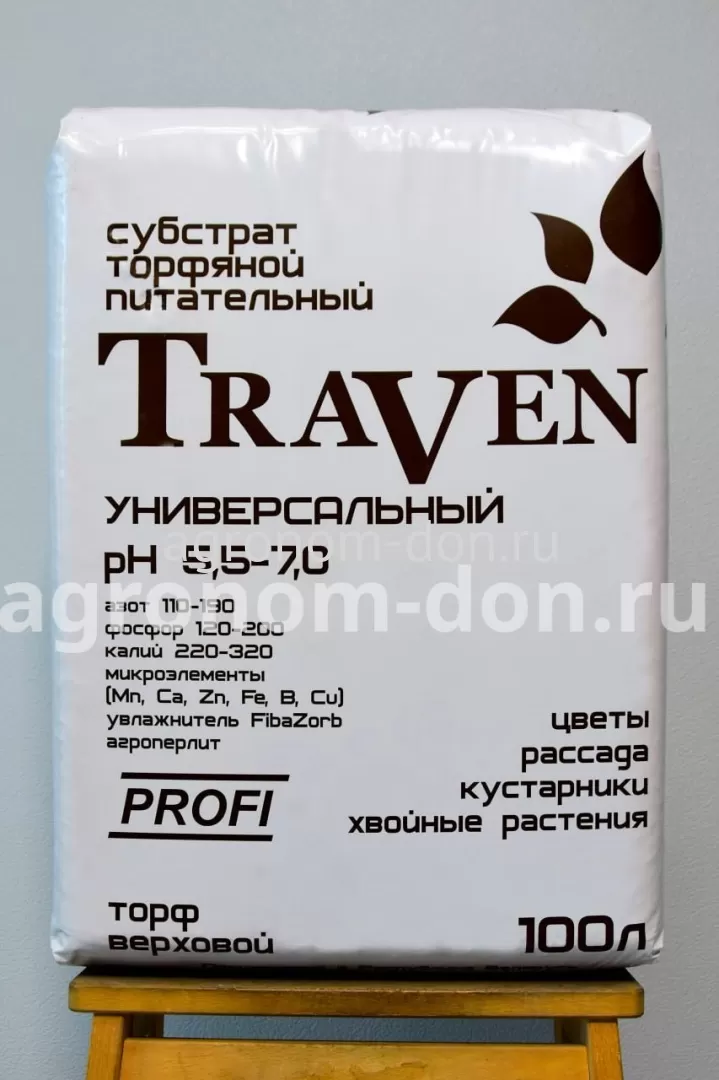 субстрат
торфяной
питательный
TRAVEN
УНИВЕРСАЛЬНЫЙ
agronom-don.ru
pH 5,5-7,0
agronom-don.ru
азот 110-190
фосфор 120-200
калий 220-320
микроэлементы
(Mn, Ca, Zn, Fe, B, Cu)
увлажнитель FibaZorb
агроперлит
цветы
рассада
кустарники
хвойные растения
PROFI
торф
верховой
100л